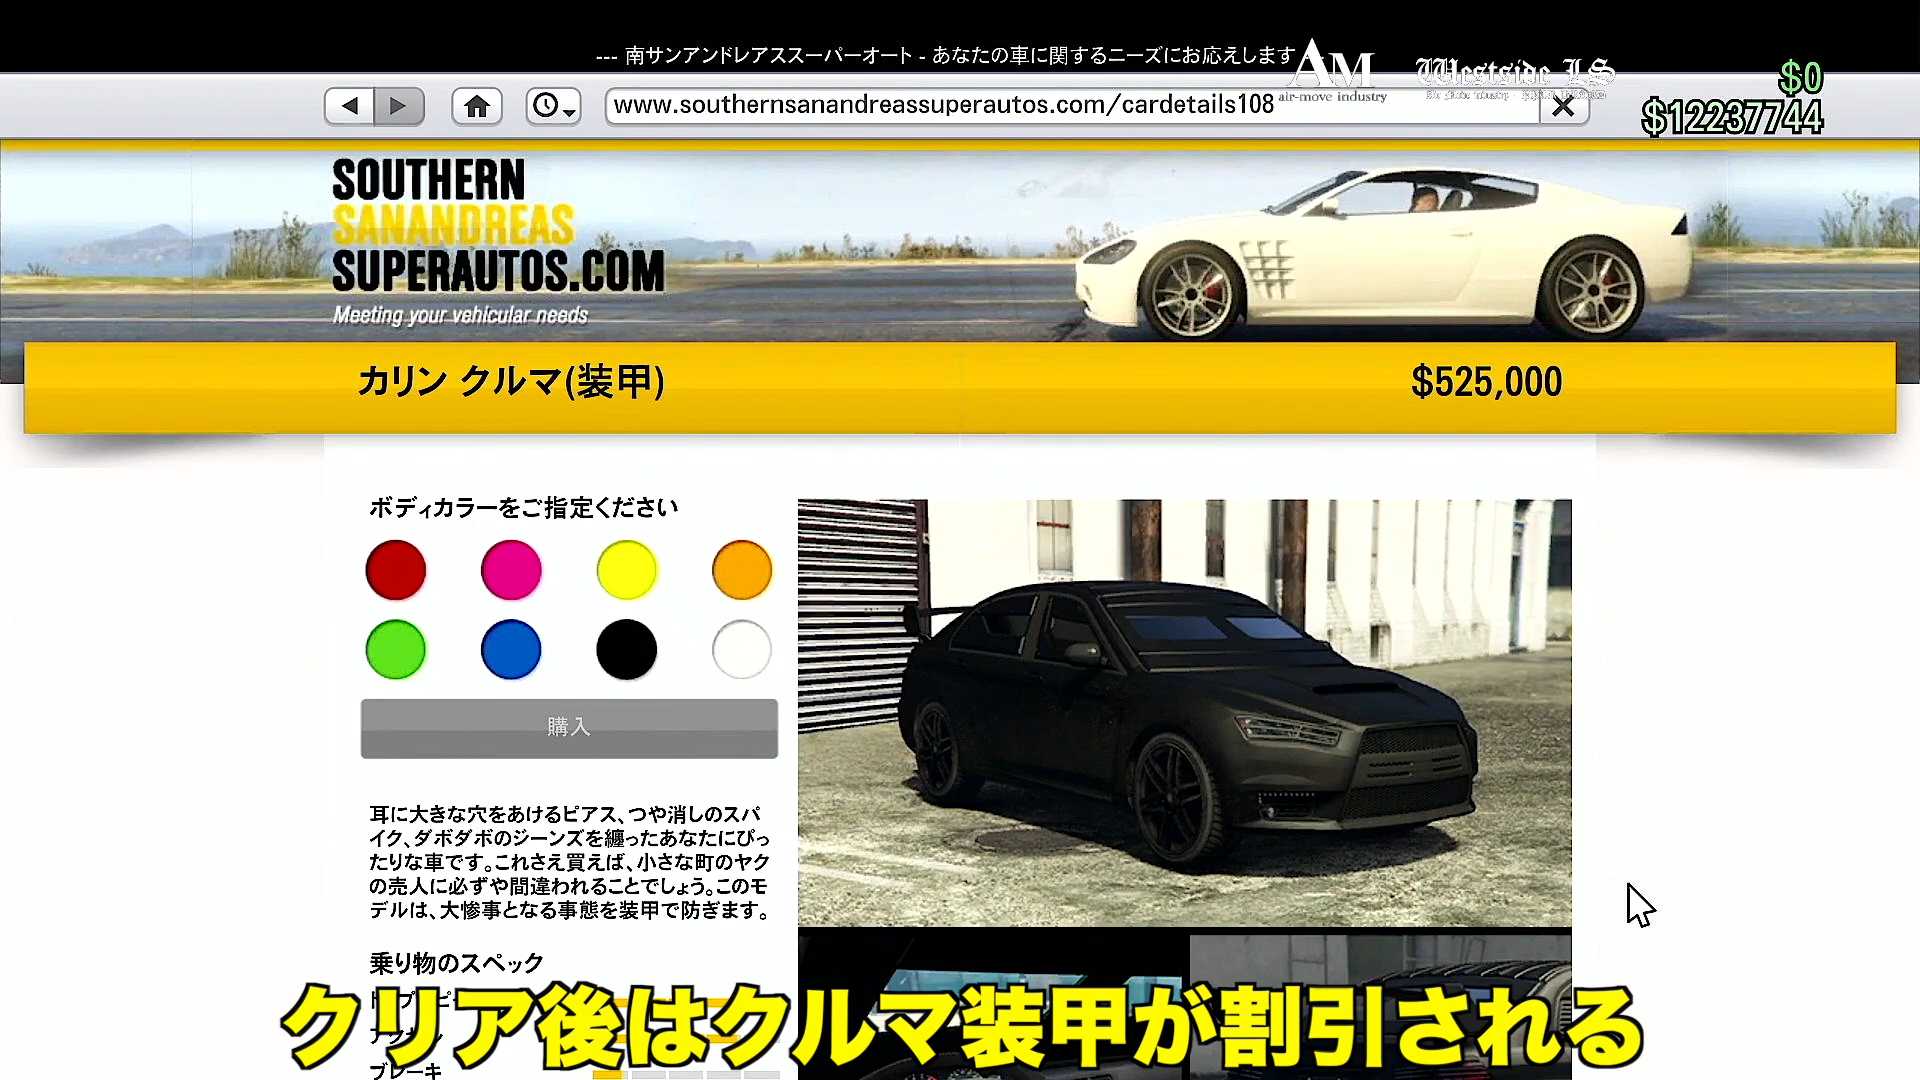 --- 南サンアンドレアススーパーオート - あなたの車に関するニーズにお応えします
AM
air-move industry
Westside LS
$0
$12237744
www.southernsanandreassuperautos.com/cardetails108
SOUTHERN
SANANDREAS
SUPERAUTOS.COM
Meeting your vehicular needs
カリン クルマ(装甲)
$525,000
ボディカラーをご指定ください
購入
耳に大きな穴をあけるピアス、つや消しのスパ
イク、ダボダボのジーンズを纏ったあなたにぴっ
たりな車です。これさえ買えば、小さな町のヤク
の売人に必ずや間違われることでしょう。このモ
デルは、大惨事となる事態を装甲で防ぎます。
乗り物のスペック
クリア後はクルマ装甲が割引される
ブレーキ